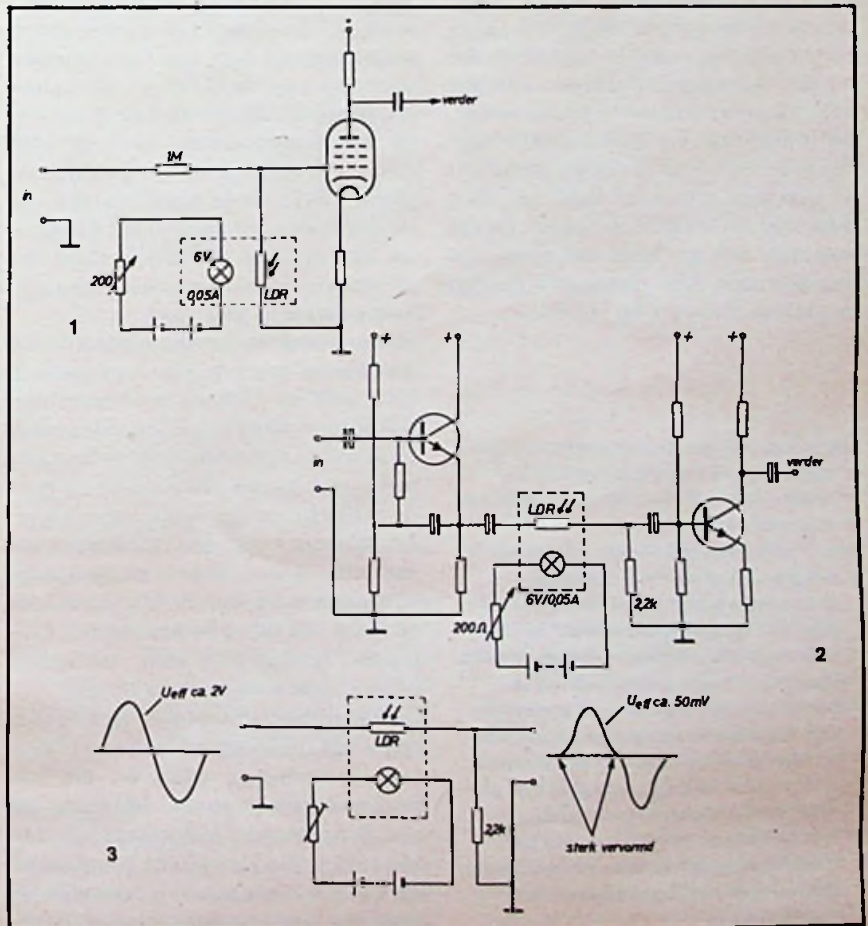 +
verder
1M
in
6V
200
0,05A
LDR
1
+
+
+
+
in
verder
LDR
200Ω
6V/0,05A
2,2k
2
Ueff ca. 2V
LDR
Ueff ca. 50mV
2,2k
sterk vervormd
3